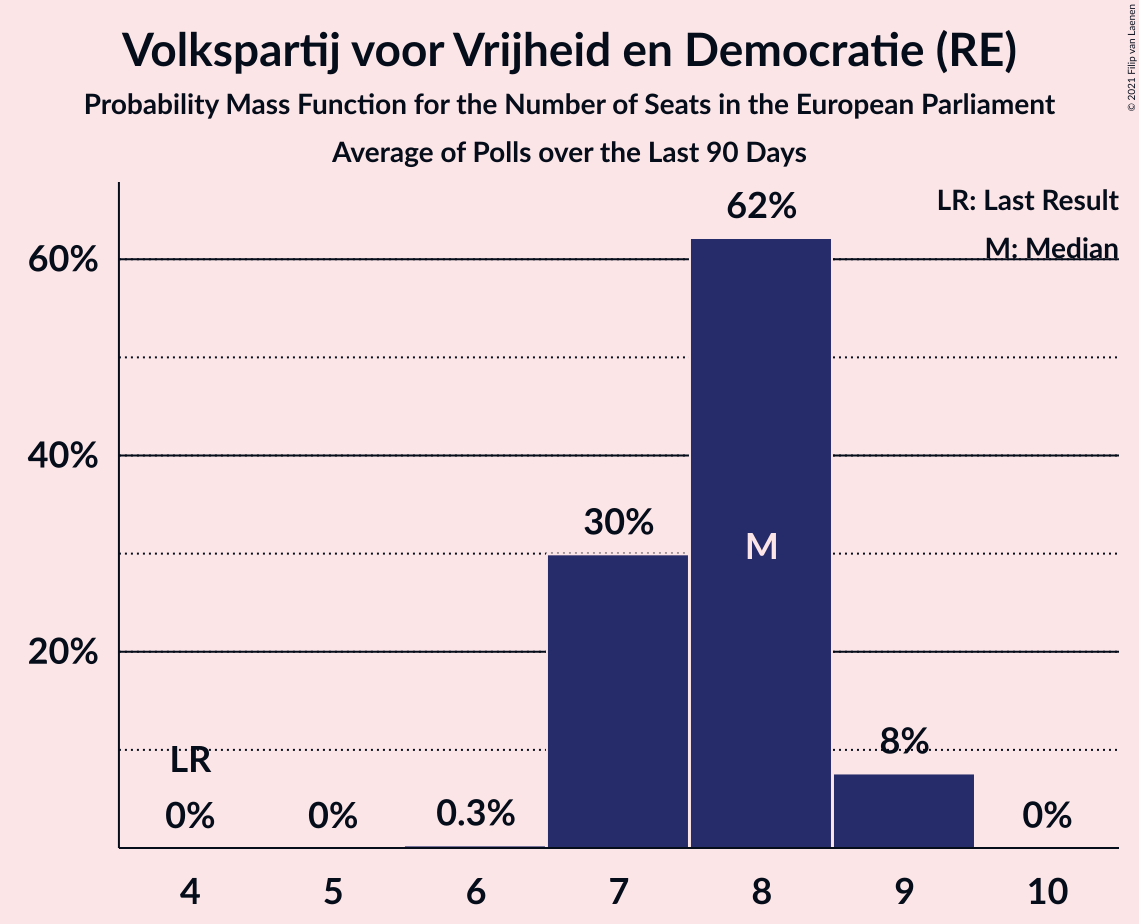 Volkspartij voor Vrijheid en Democratie (RE)
Probability Mass Function for the Number of Seats in the European Parliament
Average of Polls over the Last 90 Days
© 2021 Filip van Laenen
LR: Last Result
M: Median
62%
60%
40%
30%
M
20%
LR
8%
0%
0%
0.3%
0%
4
5
6
7
8
9
10